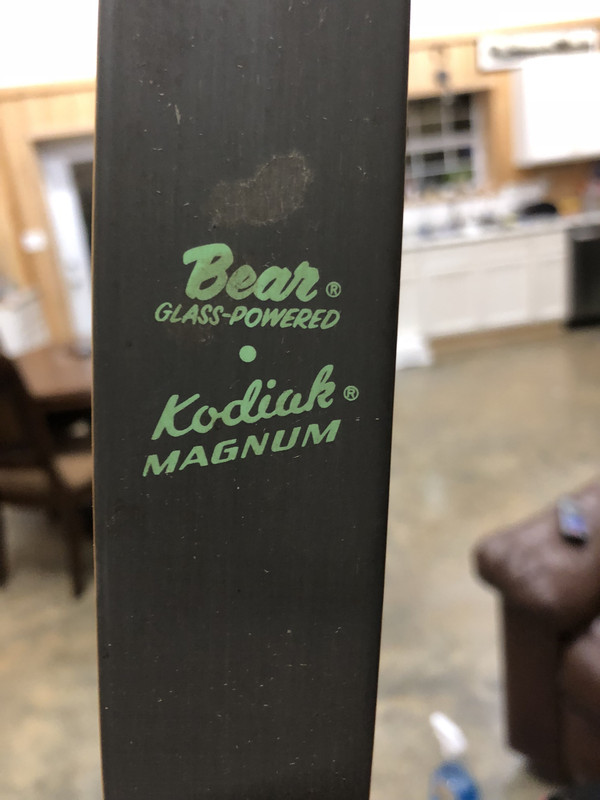 Bear®
GLASS-POWERED
•
Kodiak®
MAGNUM